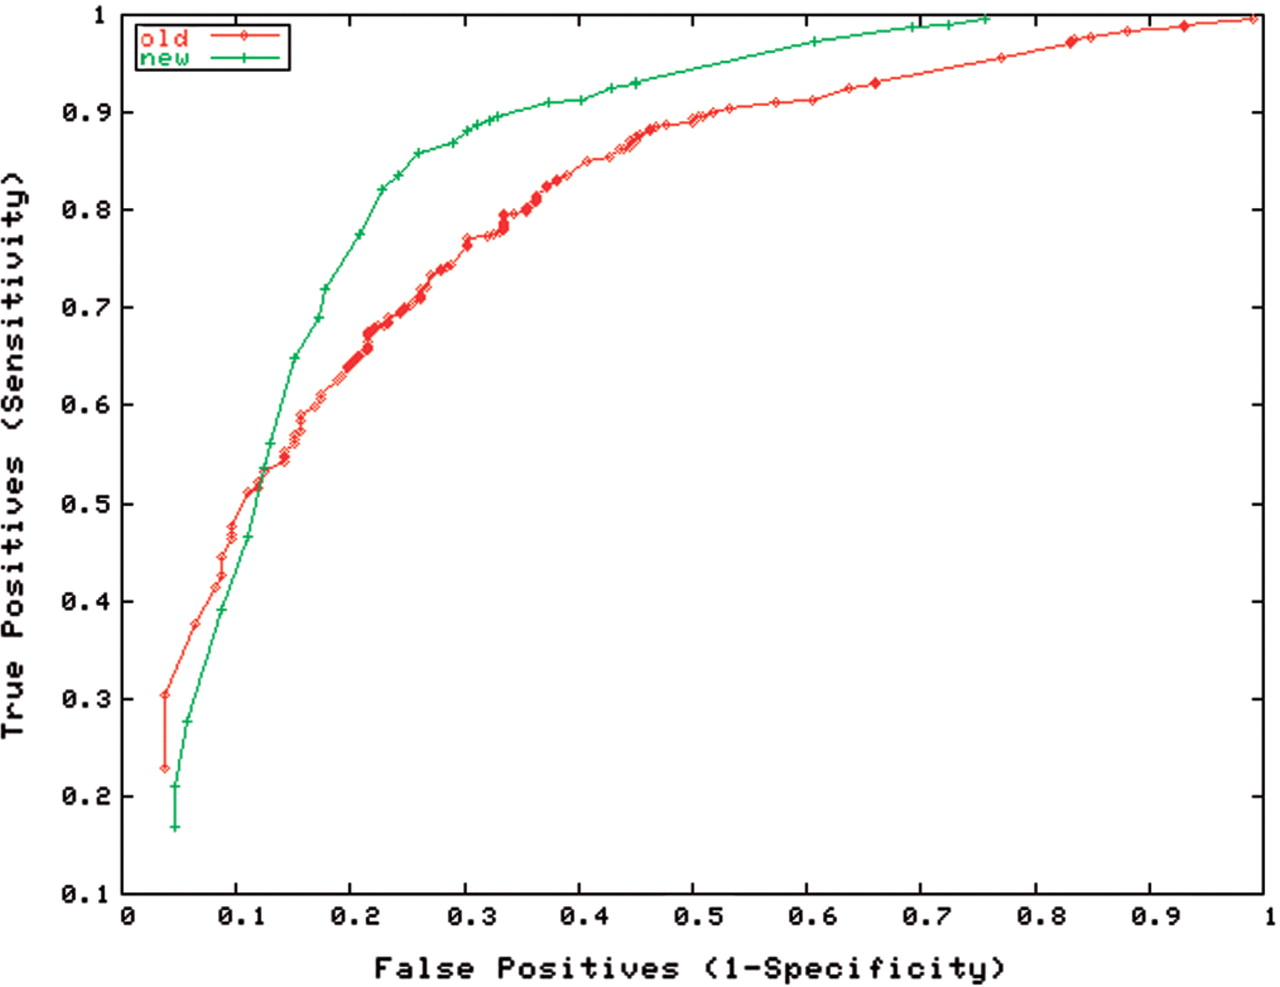 1
0.9
0.8
0.7
0.6
0.5
0.4
0.3
0.2
0.1
old
new
True Positives (Sensitivity)
0 0.1 0.2 0.3 0.4 0.5 0.6 0.7 0.8 0.9 1
False Positives (1-Specificity)